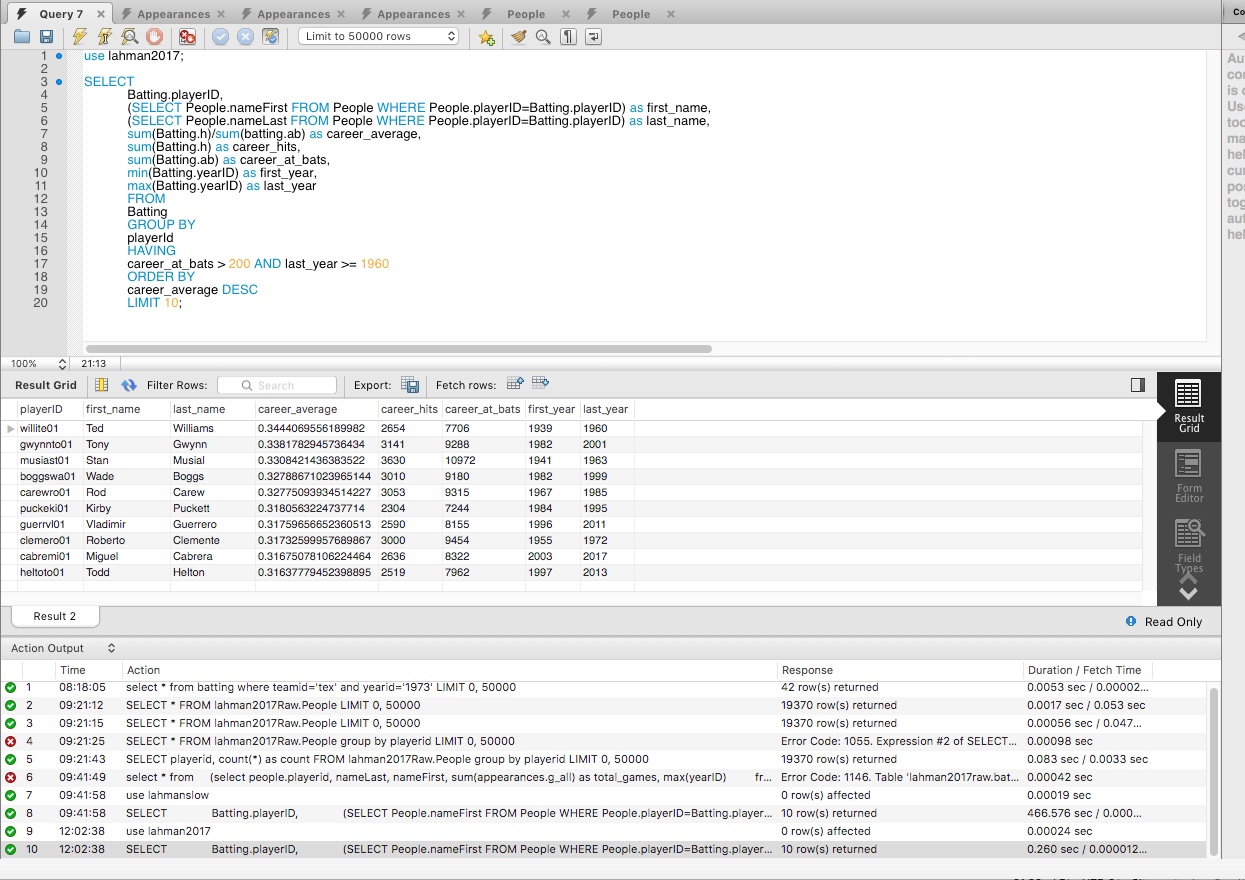 Query 7 Appearances Appearances Appearances People People
Co
Limit to 50000 rows
1 use lahman2017;
2
3 SELECT
4 Batting.playerID,
5 (SELECT People.nameFirst FROM People WHERE People.playerID=Batting.playerID) as first_name,
6 (SELECT People.nameLast FROM People WHERE People.playerID=Batting.playerID) as last_name,
7 sum(Batting.h)/sum(batting.ab) as career_average,
8 sum(Batting.h) as career_hits,
9 sum(Batting.ab) as career_at_bats,
10 min(Batting.yearID) as first_year,
11 max(Batting.yearID) as last_year
12 FROM
13 Batting
14 GROUP BY
15 playerId
16 HAVING
17 career_at_bats > 200 AND last_year >= 1960
18 ORDER BY
19 career_average DESC
20 LIMIT 10;
Au
con
is d
Use
too
ma
hel
cur
pos
tog
aut
hel
100% 21:13
Result Grid Filter Rows: Search Export: Fetch rows:
playerID first_name last_name career_average career_hits career_at_bats first_year last_year
willite01 Ted Williams 0.3444069556189982 2654 7706 1939 1960
gwynnto01 Tony Gwynn 0.3381782945736434 3141 9288 1982 2001
musiast01 Stan Musial 0.3308421436383522 3630 10972 1941 1963
boggswa01 Wade Boggs 0.32788671023965144 3010 9180 1982 1999
carewro01 Rod Carew 0.32775093934514227 3053 9315 1967 1985
puckeki01 Kirby Puckett 0.3180563224737714 2304 7244 1984 1995
guerrvl01 Vladimir Guerrero 0.31759656652360513 2590 8155 1996 2011
clemero01 Roberto Clemente 0.31732599957689867 3000 9454 1955 1972
cabremi01 Miguel Cabrera 0.31675078106224464 2636 8322 2003 2017
heltoto01 Todd Helton 0.31637779452398895 2519 7962 1997 2013
Result
Grid
Form
Editor
Field
Types
Result 2
Read Only
Action Output
Time Action Response Duration / Fetch Time
1 08:18:05 select * from batting where teamid='tex' and yearid='1973' LIMIT 0, 50000 42 row(s) returned 0.0053 sec / 0.00002...
2 09:21:12 SELECT * FROM lahman2017Raw.People LIMIT 0, 50000 19370 row(s) returned 0.0017 sec / 0.053 sec
3 09:21:15 SELECT * FROM lahman2017Raw.People LIMIT 0, 50000 19370 row(s) returned 0.00056 sec / 0.047...
4 09:21:25 SELECT * FROM lahman2017Raw.People group by playerid LIMIT 0, 50000 Error Code: 1055. Expression #2 of SELECT... 0.00098 sec
5 09:21:43 SELECT playerid, count(*) as count FROM lahman2017Raw.People group by playerid LIMIT 0, 50000 19370 row(s) returned 0.083 sec / 0.0033 sec
6 09:41:49 select * from (select people.playerid, nameLast, nameFirst, sum(appearances.g_all) as total_games, max(yearID) fr... Error Code: 1146. Table 'lahman2017raw.bat... 0.00042 sec
7 09:41:58 use lahmanslow 0 row(s) affected 0.00019 sec
8 09:41:58 SELECT Batting.playerID, (SELECT People.nameFirst FROM People WHERE People.playerID=Batting.player... 10 row(s) returned 466.576 sec / 0.000...
9 12:02:38 use lahman2017 0 row(s) affected 0.00024 sec
10 12:02:38 SELECT Batting.playerID, (SELECT People.nameFirst FROM People WHERE People.playerID=Batting.player... 10 row(s) returned 0.260 sec / 0.000012...